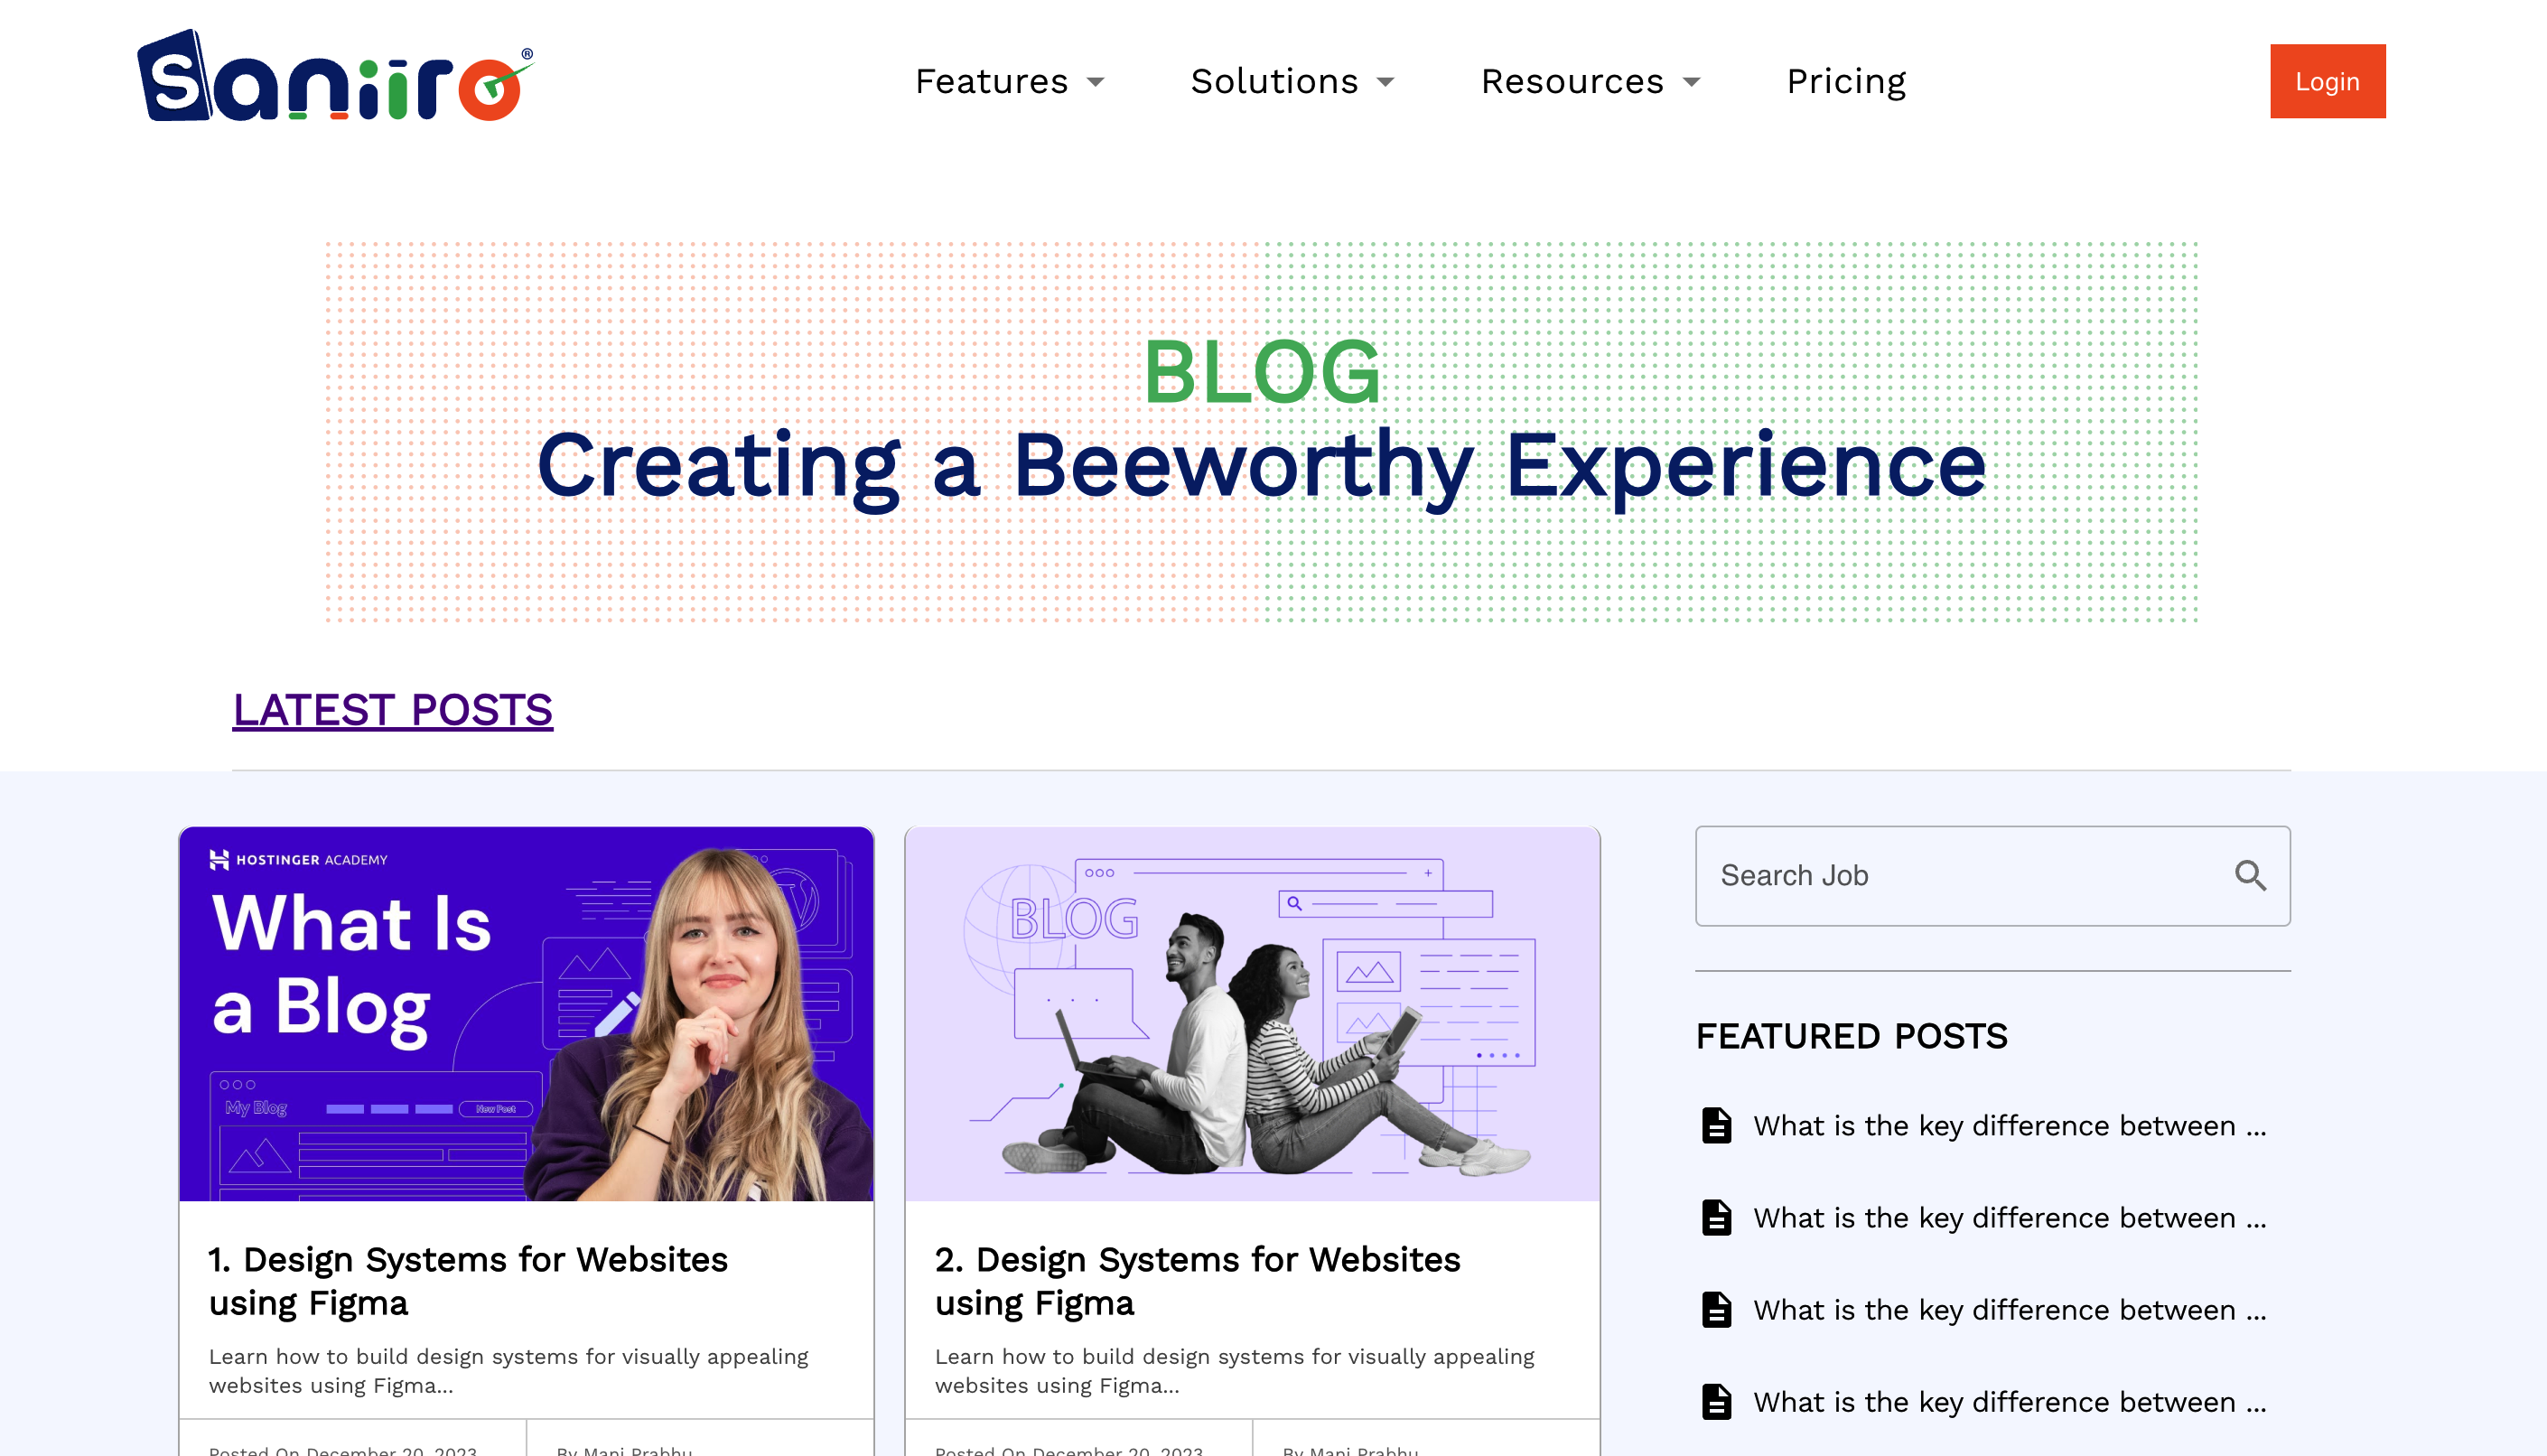 Saniiro®
Features
Solutions
Resources
Pricing
Login
BLOG
Creating a Beeworthy Experience
LATEST POSTS
HOSTINGER ACADEMY
What Is
a Blog
My Blog
New Post
1. Design Systems for Websites
using Figma
Learn how to build design systems for visually appealing
websites using Figma...
Posted On December 20, 2023
By Mani Prabhu
BLOG
2. Design Systems for Websites
using Figma
Learn how to build design systems for visually appealing
websites using Figma...
Posted On December 20, 2023
By Mani Prabhu
Search Job
FEATURED POSTS
What is the key difference between ...
What is the key difference between ...
What is the key difference between ...
What is the key difference between ...